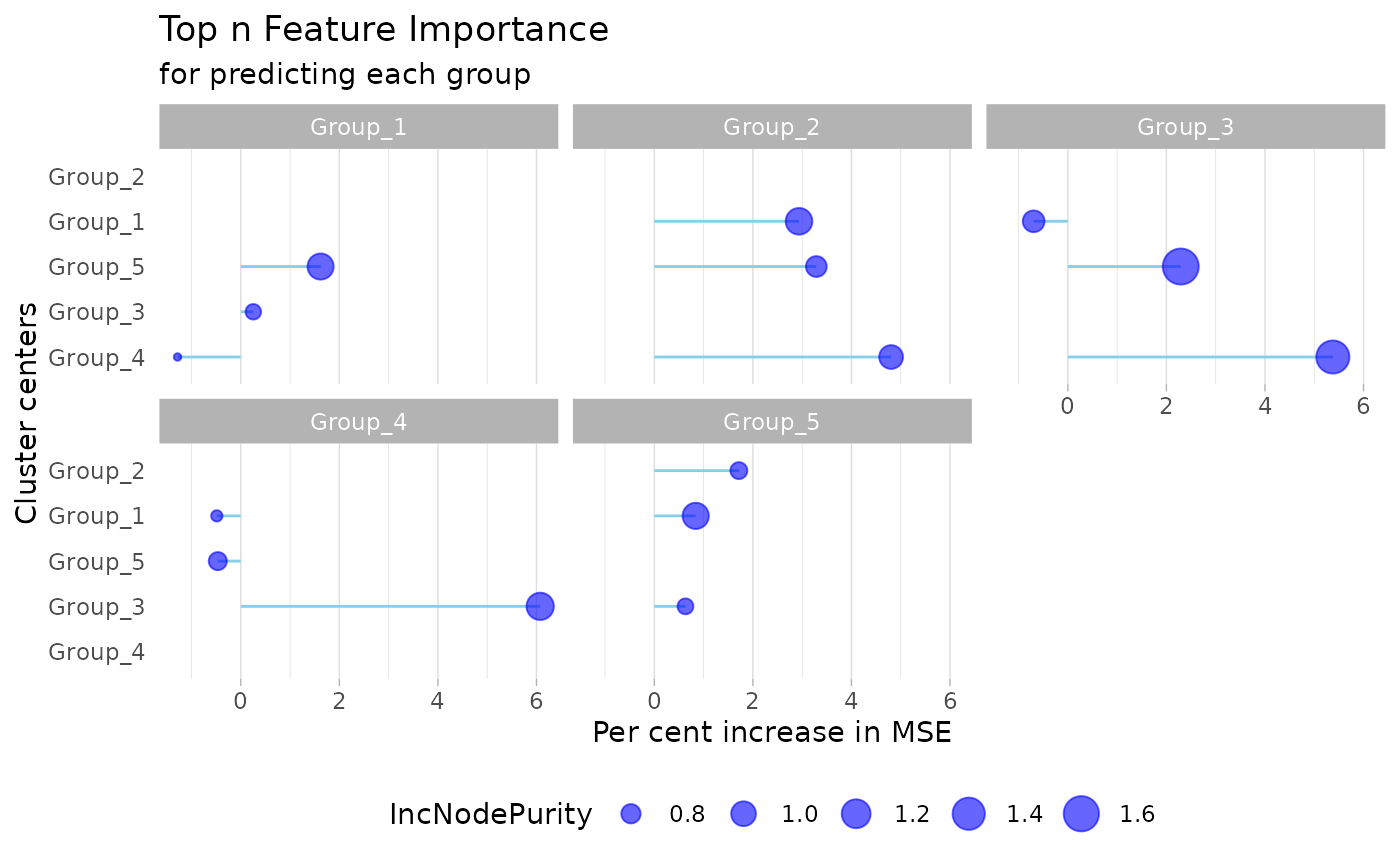 Top n Feature Importance
for predicting each group
Group_1 Group_2 Group_3
Group_2
Group_1
Group_5
Group_3
Group_4
0 2 4 6
Cluster centers
Group_4 Group_5
Group_2
Group_1
Group_5
Group_3
Group_4
0 2 4 6 0 2 4 6
Per cent increase in MSE
IncNodePurity 0.8 1.0 1.2 1.4 1.6